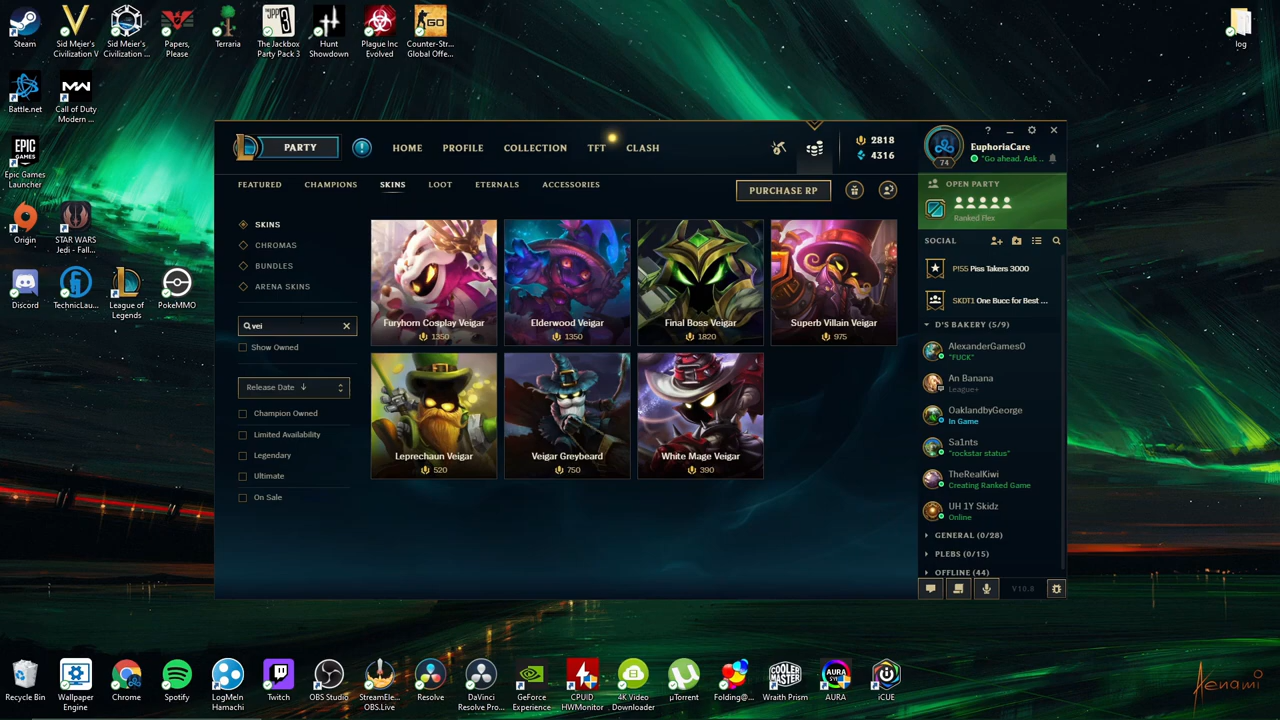 Steam
Sid Meier's
Civilization V
Sid Meier's
Civilization ...
Papers,
Please
Terraria
The Jackbox
Party Pack 3
Hunt
Showdown
Plague Inc
Evolved
Counter-Str...
Global Offe...
log
Battle.net
Call of Duty
Modern ...
Epic Games
Launcher
Origin
STAR WARS
Jedi - Fall...
Discord
TechnicLau...
League of
Legends
PokeMMO
PARTY
HOME
PROFILE
COLLECTION
TFT
CLASH
2818
4316
74
EuphoriaCare
"Go ahead. Ask ..
FEATURED
CHAMPIONS
SKINS
LOOT
ETERNALS
ACCESSORIES
PURCHASE RP
OPEN PARTY
Ranked Flex
SKINS
CHROMAS
BUNDLES
ARENA SKINS
vei
Show Owned
Release Date
Champion Owned
Limited Availability
Legendary
Ultimate
On Sale
Furyhorn Cosplay Veigar
1350
Elderwood Veigar
1350
Final Boss Veigar
1820
Superb Villain Veigar
975
Leprechaun Veigar
520
Veigar Greybeard
750
White Mage Veigar
390
SOCIAL
P!55 Piss Takers 3000
SKDT1 One Bucc for Best ...
D'S BAKERY (5/9)
AlexanderGamesO
"FUCK"
An Banana
League+
OaklandbyGeorge
In Game
Sa1nts
"rockstar status"
TheRealKiwi
Creating Ranked Game
UH 1Y Skidz
Online
GENERAL (0/28)
PLEBS (0/15)
OFFLINE (44)
V10.8
Recycle Bin
Wallpaper
Engine
Chrome
Spotify
LogMeIn
Hamachi
Twitch
OBS Studio
StreamEle...
OBS.Live
Resolve
DaVinci
Resolve Pro...
GeForce
Experience
CPUID
HWMonitor
4K Video
Downloader
µTorrent
Folding@...
Wraith Prism
AURA
iCUE
Aenami